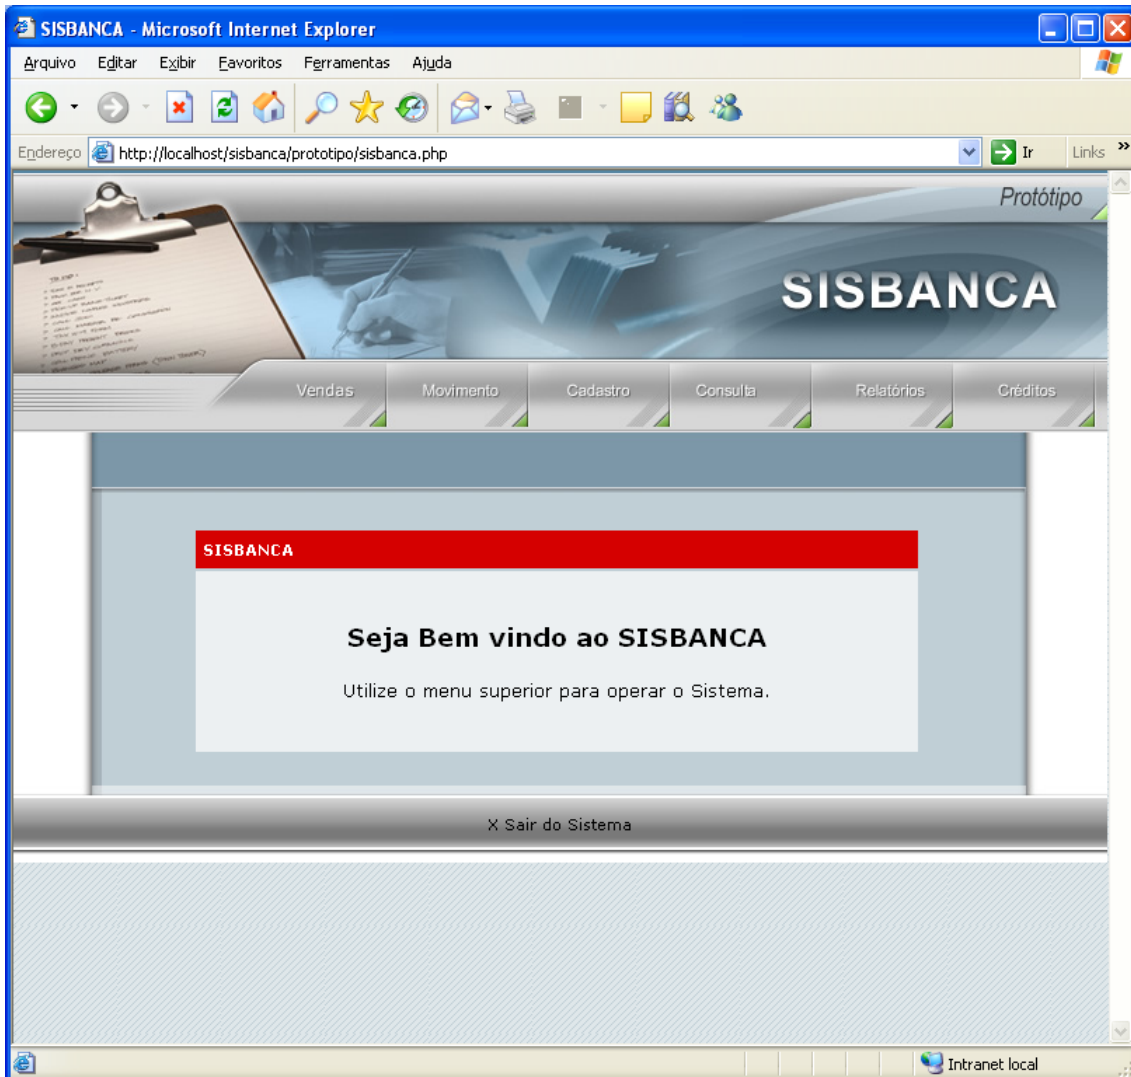 SISBANCA - Microsoft Internet Explorer
Arquivo Editar Exibir Favoritos Ferramentas Ajuda
Endereço http://localhost/sisbanca/prototipo/sisbanca.php Ir Links »
Protótipo
SISBANCA
Vendas Movimento Cadastro Consulta Relatórios Créditos
SISBANCA
Seja Bem vindo ao SISBANCA
Utilize o menu superior para operar o Sistema.
X Sair do Sistema
Intranet local